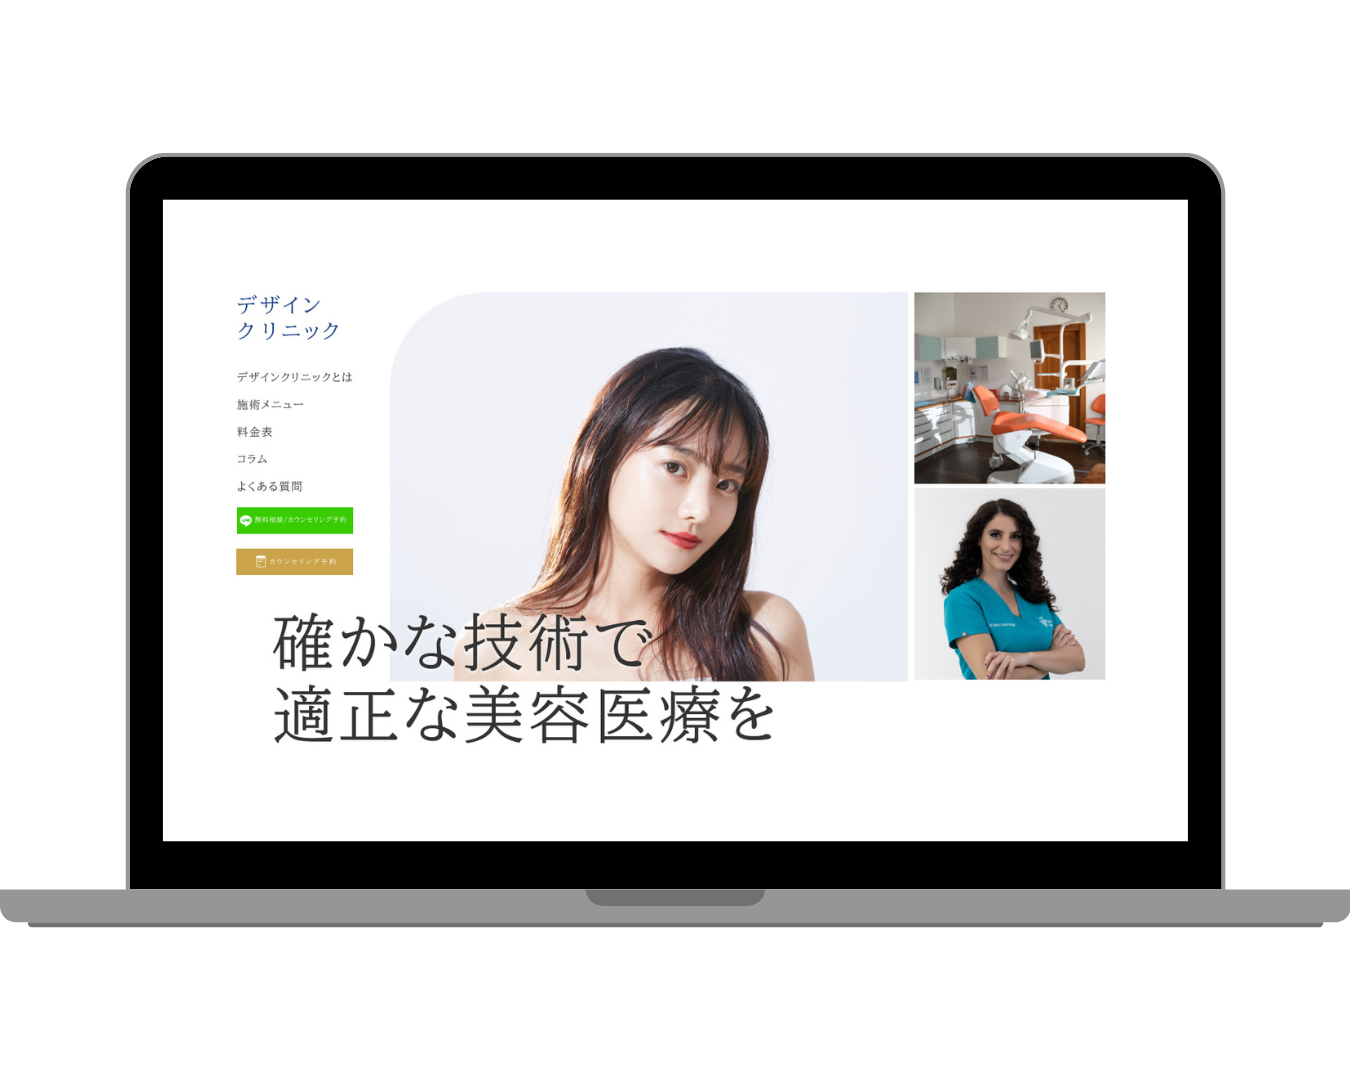 デザイン
クリニック
デザインクリニックとは
施術メニュー
料金表
コラム
よくある質問
LINE 無料相談/カウンセリング予約
カウンセリング予約
確かな技術で
適正な美容医療を